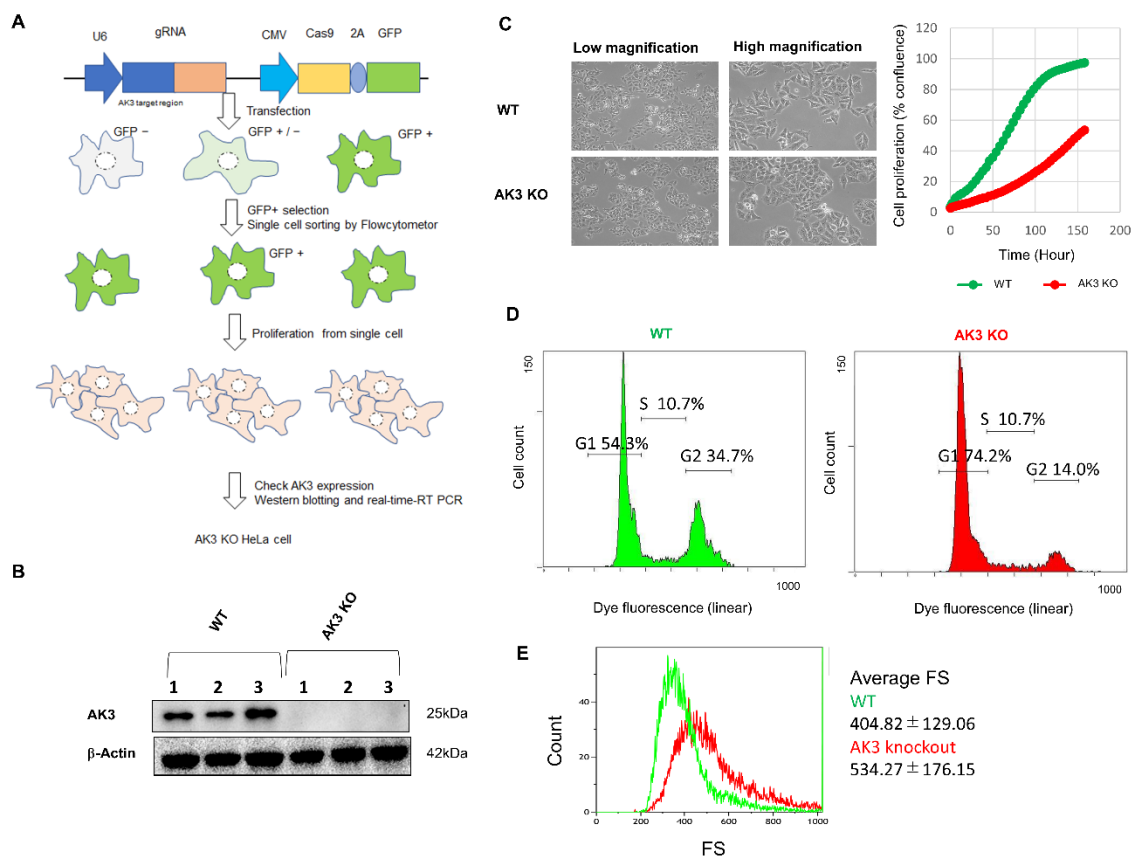 A
U6
gRNA
CMV
Cas9
2A
GFP
AK3 target region
Transfection
GFP −
GFP + / −
GFP +
GFP+ selection
Single cell sorting by Flowcytometor
GFP +
Proliferation from single cell
Check AK3 expression
Western blotting and real-time-RT PCR
AK3 KO HeLa cell
B
WT
AK3 KO
1 2 3 1 2 3
AK3
25kDa
β-Actin
42kDa
C
Low magnification
High magnification
WT
AK3 KO
Cell proliferation (% confluence)
120
100
80
60
40
20
0
0 50 100 150 200
Time (Hour)
WT
AK3 KO
D
WT
150
Cell count
G1 54.3%
S 10.7%
G2 34.7%
1000
Dye fluorescence (linear)
AK3 KO
150
Cell count
G1 74.2%
S 10.7%
G2 14.0%
1000
Dye fluorescence (linear)
E
Count
40
20
0
0 200 400 600 800 1000
FS
Average FS
WT
404.82±129.06
AK3 knockout
534.27±176.15